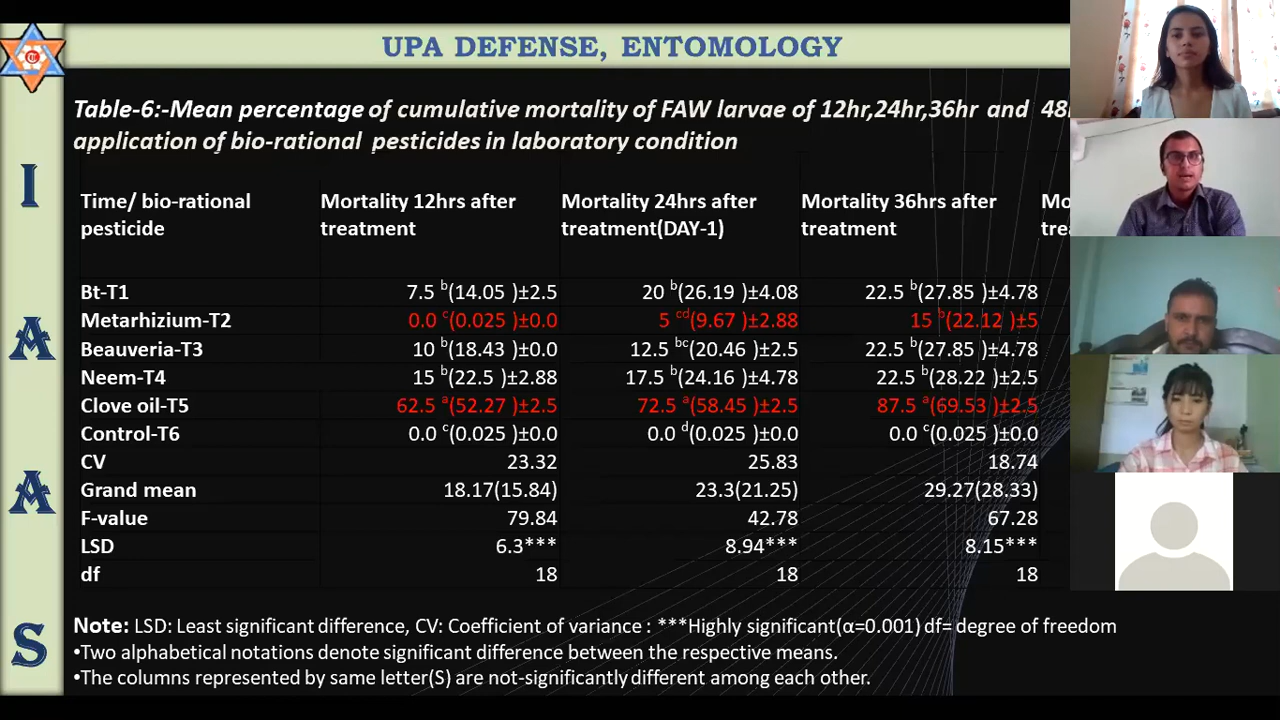 UPA DEFENSE, ENTOMOLOGY
I
A
A
S
Table-6:-Mean percentage of cumulative mortality of FAW larvae of 12hr,24hr,36hr and 48
application of bio-rational pesticides in laboratory condition
Time/ bio-rational pesticide Mortality 12hrs after treatment Mortality 24hrs after treatment(DAY-1) Mortality 36hrs after treatment
Bt-T1 7.5 b(14.05 )±2.5 20 b(26.19 )±4.08 22.5 b(27.85 )±4.78
Metarhizium-T2 0.0 c(0.025 )±0.0 5 cd(9.67 )±2.88 15 b(22.12 )±5
Beauveria-T3 10 b(18.43 )±0.0 12.5 bc(20.46 )±2.5 22.5 b(27.85 )±4.78
Neem-T4 15 b(22.5 )±2.88 17.5 b(24.16 )±4.78 22.5 b(28.22 )±2.5
Clove oil-T5 62.5 a(52.27 )±2.5 72.5 a(58.45 )±2.5 87.5 a(69.53 )±2.5
Control-T6 0.0 c(0.025 )±0.0 0.0 d(0.025 )±0.0 0.0 c(0.025 )±0.0
CV 23.32 25.83 18.74
Grand mean 18.17(15.84) 23.3(21.25) 29.27(28.33)
F-value 79.84 42.78 67.28
LSD 6.3*** 8.94*** 8.15***
df 18 18 18
Note: LSD: Least significant difference, CV: Coefficient of variance : ***Highly significant(α=0.001) df= degree of freedom
•Two alphabetical notations denote significant difference between the respective means.
•The columns represented by same letter(S) are not-significantly different among each other.